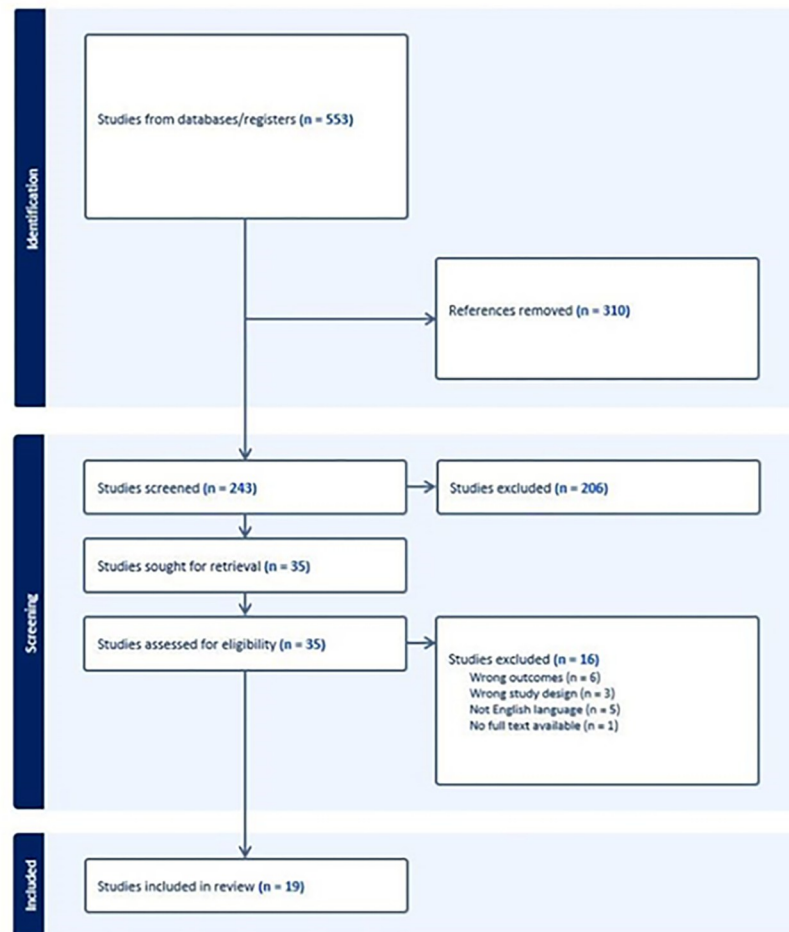 Identification
Studies from databases/registers (n = 553)
References removed (n = 310)
Screening
Studies screened (n = 243)
Studies excluded (n = 206)
Studies sought for retrieval (n = 35)
Studies assessed for eligibility (n = 35)
Studies excluded (n = 16)
Wrong outcomes (n = 6)
Wrong study design (n = 3)
Not English language (n = 5)
No full text available (n = 1)
Included
Studies included in review (n = 19)